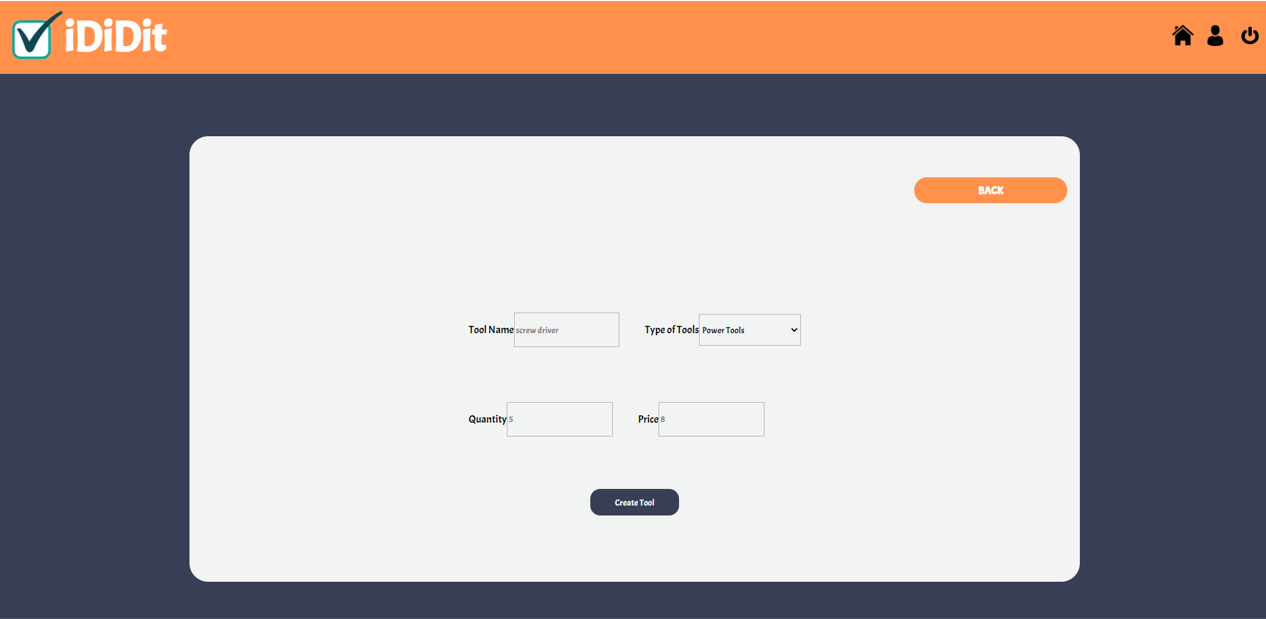 iDiDit
BACK
Tool Name screw driver Type of Tools Power Tools
Quantity 5 Price 8
Create Tool